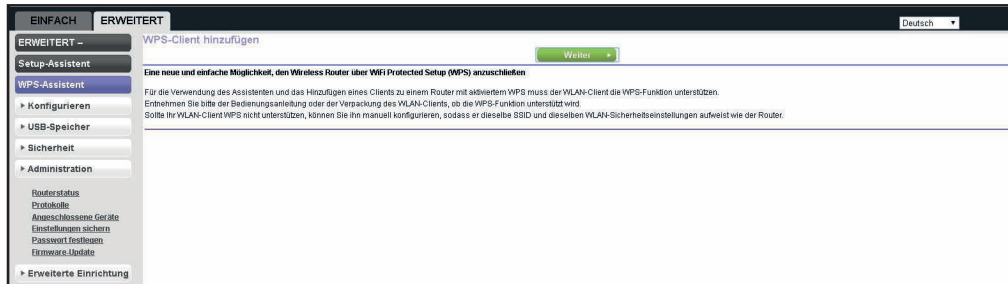 EINFACH
ERWEITERT
Deutsch
ERWEITERT –
Setup-Assistent
WPS-Assistent
Konfigurieren
USB-Speicher
Sicherheit
Administration
Routerstatus
Protokolle
Angeschlossene Geräte
Einstellungen sichern
Passwort festlegen
Firmware-Update
Erweiterte Einrichtung
WPS-Client hinzufügen
Weiter
Eine neue und einfache Möglichkeit, den Wireless Router über WiFi Protected Setup (WPS) anzuschließen
Für die Verwendung des Assistenten und das Hinzufügen eines Clients zu einem Router mit aktiviertem WPS muss der WLAN-Client die WPS-Funktion unterstützen.
Entnehmen Sie bitte der Bedienungsanleitung oder der Verpackung des WLAN-Clients, ob die WPS-Funktion unterstützt wird.
Sollte Ihr WLAN-Client WPS nicht unterstützen, können Sie ihn manuell konfigurieren, sodass er dieselbe SSID und dieselben WLAN-Sicherheitseinstellungen aufweist wie der Router.